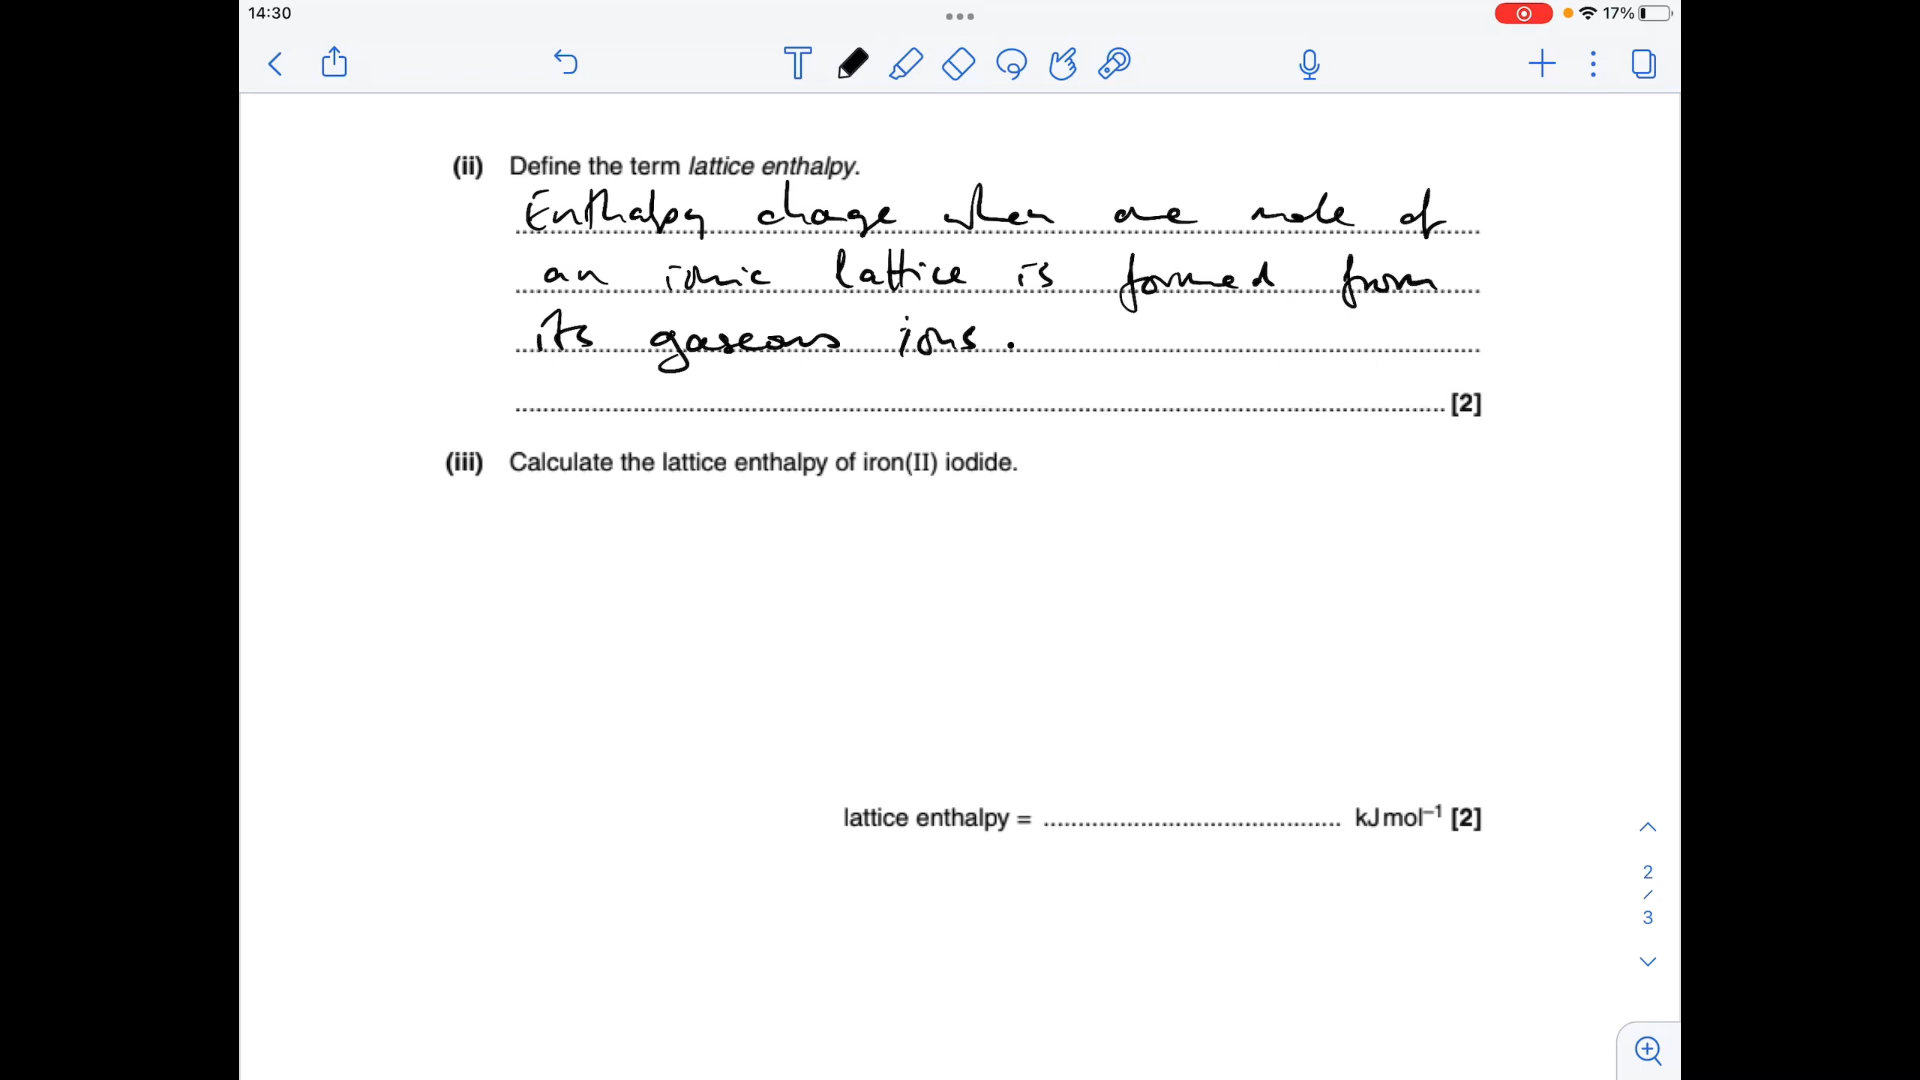 14:30
17%
(ii) Define the term lattice enthalpy.
Enthalpy change when one mole of
an ionic lattice is formed from
its gaseous ions.
[2]
(iii) Calculate the lattice enthalpy of iron(II) iodide.
lattice enthalpy = ........................................ kJ mol⁻¹ [2]
2
/
3